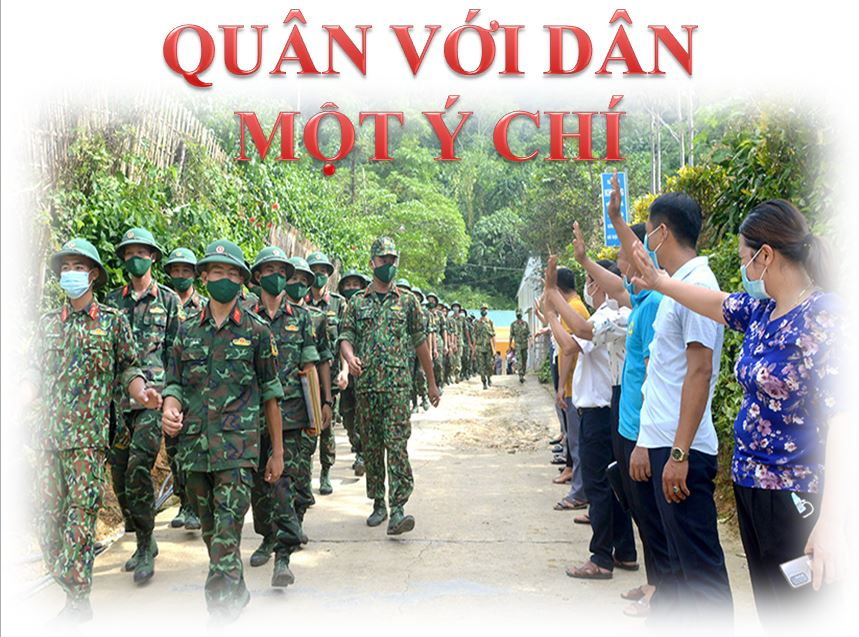 QUÂN VỚI DÂN
MỘT Ý CHÍ